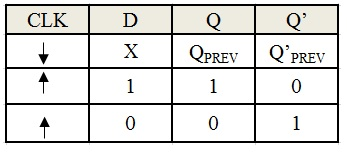 CLK D Q Q’
↓ X QPREV Q’PREV
↑ 1 1 0
↑ 0 0 1